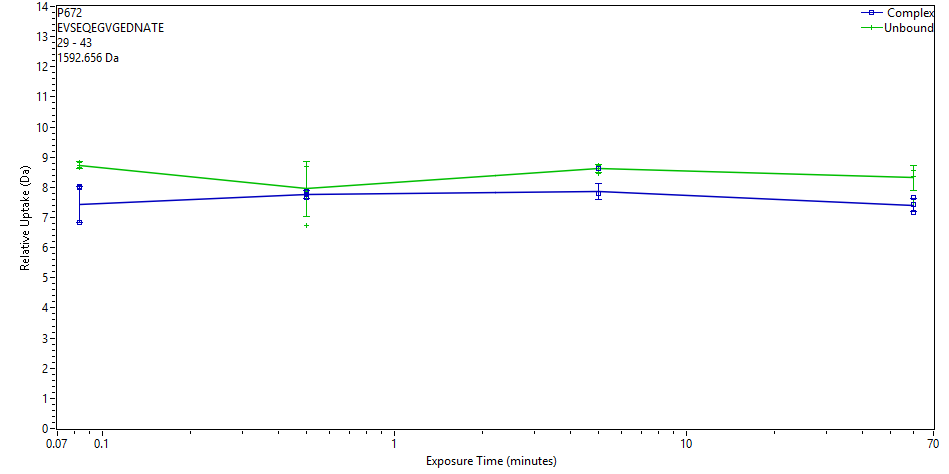 P672
EVSEQEGVGEDNATE
29 - 43
1592.656 Da
Complex
Unbound
14
13
12
11
10
9
8
7
6
5
4
3
2
1
0
Relative Uptake (Da)
0.07
0.1
1
10
70
Exposure Time (minutes)